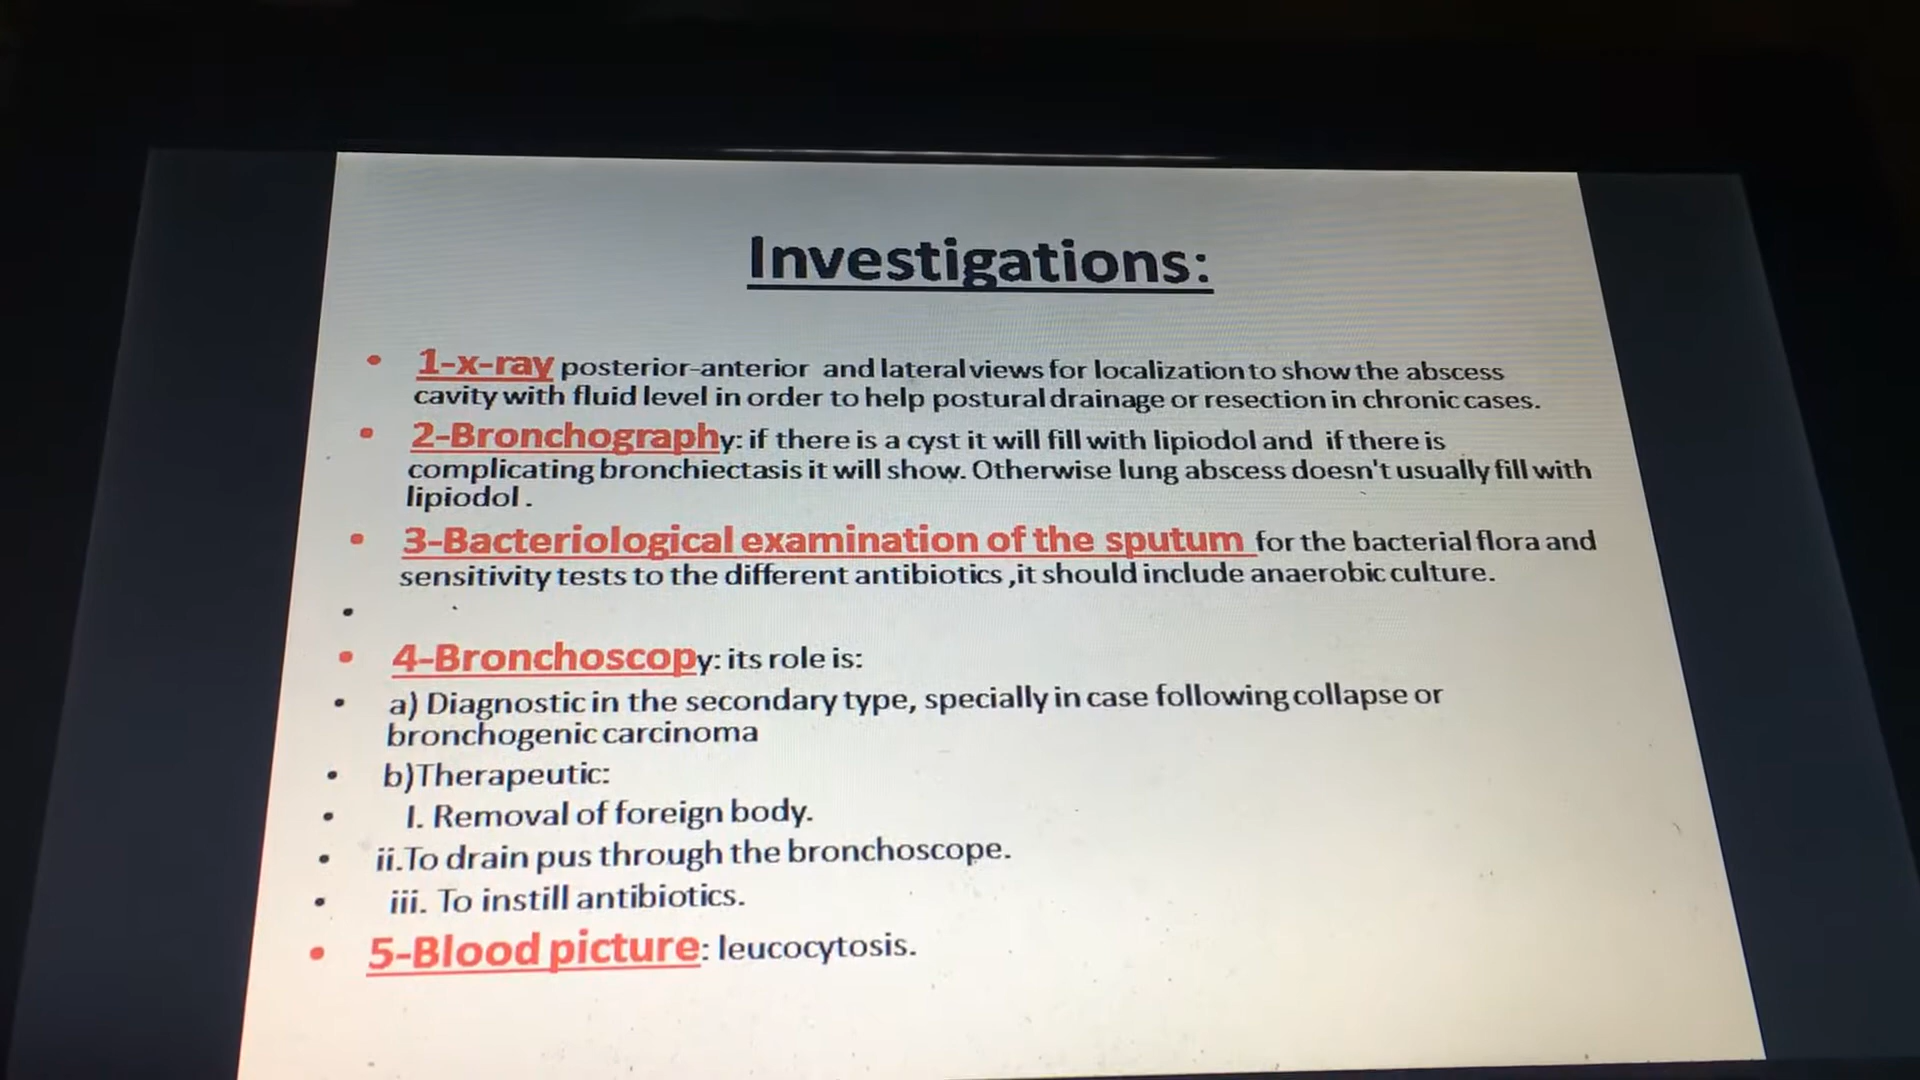 Investigations:
• 1-x-ray posterior-anterior and lateral views for localization to show the abscess
cavity with fluid level in order to help postural drainage or resection in chronic cases.
• 2-Bronchography: if there is a cyst it will fill with lipiodol and if there is
complicating bronchiectasis it will show. Otherwise lung abscess doesn't usually fill with
lipiodol .
• 3-Bacteriological examination of the sputum for the bacterial flora and
sensitivity tests to the different antibiotics ,it should include anaerobic culture.
•
• 4-Bronchoscopy: its role is:
• a) Diagnostic in the secondary type, specially in case following collapse or
bronchogenic carcinoma
• b)Therapeutic:
• I. Removal of foreign body.
• ii.To drain pus through the bronchoscope.
• iii. To instill antibiotics.
• 5-Blood picture: leucocytosis.